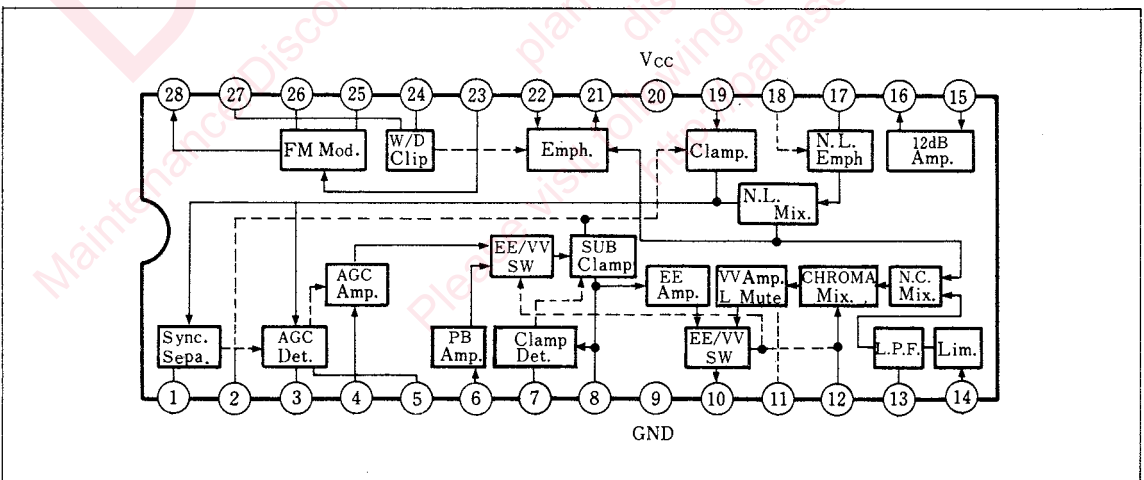 Vcc
28 27 26 25 24 23 22 21 20 19 18 17 16 15
FM Mod.
W/D
Clip
Emph.
Clamp.
N.L.
Emph
12dB
Amp.
N.L.
Mix.
EE/VV
SW
SUB
Clamp
AGC
Amp.
EE
Amp.
VV Amp.
L Mute
CHROMA
Mix.
N.C.
Mix.
Sync.
Sepa.
AGC
Det.
PB
Amp.
Clamp
Det.
EE/VV
SW
L.P.F.
Lim.
1 2 3 4 5 6 7 8 9 10 11 12 13 14
GND